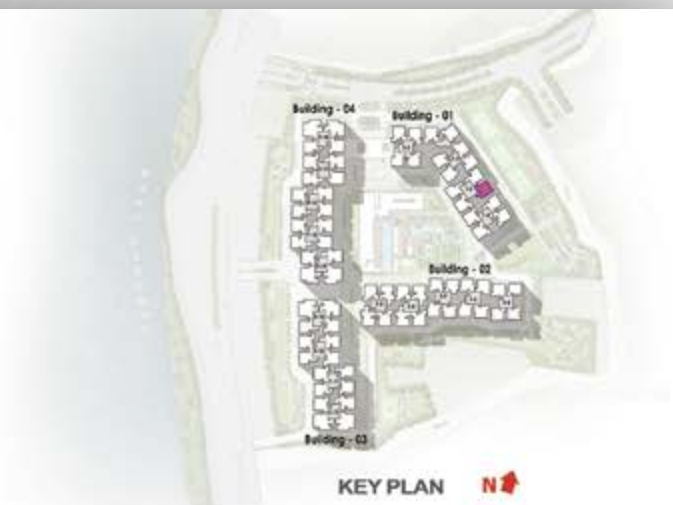 Building - 04
Building - 01
Building - 02
Building - 03
KEY PLAN N